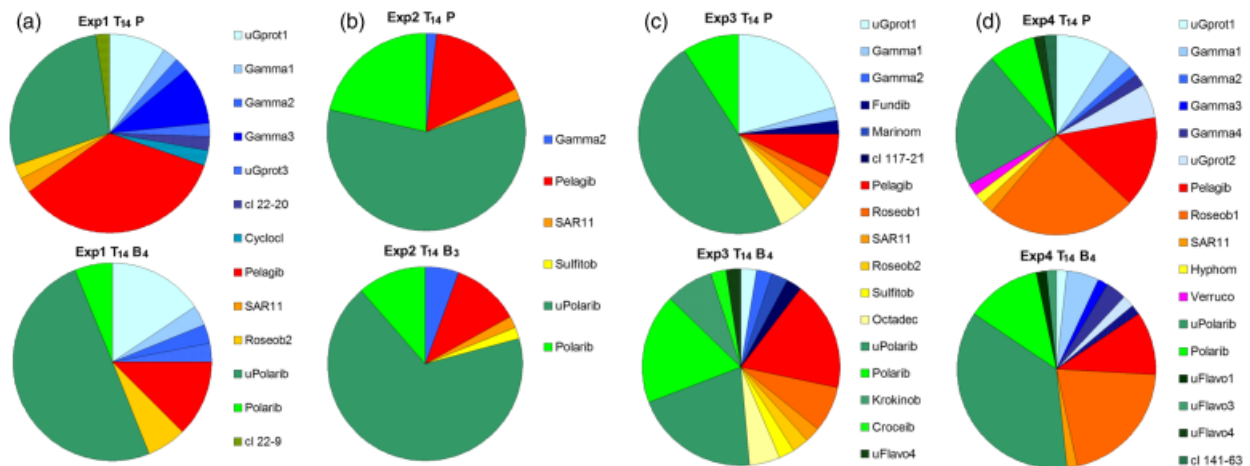 (a)
Exp1 T₁₄ P
uGprot1
Gamma1
Gamma2
Gamma3
uGprot3
cl 22-20
Cyclocl
Pelagib
SAR11
Roseob2
uPolarib
Polarib
cl 22-9
Exp1 T₁₄ B₄
(b)
Exp2 T₁₄ P
Gamma2
Pelagib
SAR11
Sulfitob
uPolarib
Polarib
Exp2 T₁₄ B₃
(c)
Exp3 T₁₄ P
uGprot1
Gamma1
Gamma2
Fundib
Marinom
cl 117-21
Pelagib
Roseob1
SAR11
Roseob2
Sulfitob
Octadec
uPolarib
Polarib
Krokinob
Croceib
uFlavo4
Exp3 T₁₄ B₄
(d)
Exp4 T₁₄ P
uGprot1
Gamma1
Gamma2
Gamma3
Gamma4
uGprot2
Pelagib
Roseob1
SAR11
Hyphom
Verruco
uPolarib
Polarib
uFlavo1
uFlavo3
uFlavo4
cl 141-63
Exp4 T₁₄ B₄